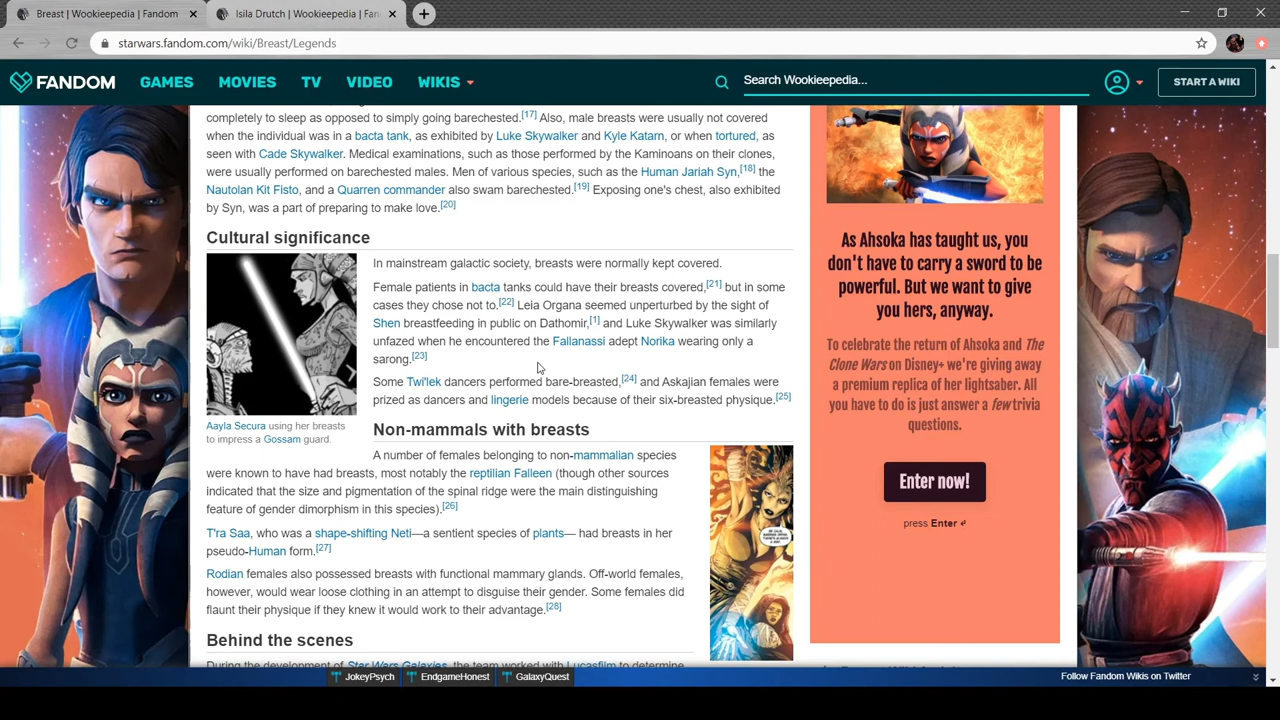 Breast | Wookieepedia | Fandom
Isila Drutch | Wookieepedia | Fan
starwars.fandom.com/wiki/Breast/Legends
FANDOM GAMES MOVIES TV VIDEO WIKIS Search Wookieepedia... START A WIKI
completely to sleep as opposed to simply going barechested.[17] Also, male breasts were usually not covered
when the individual was in a bacta tank, as exhibited by Luke Skywalker and Kyle Katarn, or when tortured, as
seen with Cade Skywalker. Medical examinations, such as those performed by the Kaminoans on their clones,
were usually performed on barechested males. Men of various species, such as the Human Jariah Syn,[18] the
Nautolan Kit Fisto, and a Quarren commander also swam barechested.[19] Exposing one's chest, also exhibited
by Syn, was a part of preparing to make love.[20]
Cultural significance
In mainstream galactic society, breasts were normally kept covered.
Female patients in bacta tanks could have their breasts covered,[21] but in some
cases they chose not to.[22] Leia Organa seemed unperturbed by the sight of
Shen breastfeeding in public on Dathomir,[1] and Luke Skywalker was similarly
unfazed when he encountered the Fallanassi adept Norika wearing only a
sarong.[23]
Some Twi'lek dancers performed bare-breasted,[24] and Askajian females were
prized as dancers and lingerie models because of their six-breasted physique.[25]
Aayla Secura using her breasts
to impress a Gossam guard.
Non-mammals with breasts
A number of females belonging to non-mammalian species
were known to have had breasts, most notably the reptilian Falleen (though other sources
indicated that the size and pigmentation of the spinal ridge were the main distinguishing
feature of gender dimorphism in this species).[26]
T'ra Saa, who was a shape-shifting Neti—a sentient species of plants— had breasts in her
pseudo-Human form.[27]
Rodian females also possessed breasts with functional mammary glands. Off-world females,
however, would wear loose clothing in an attempt to disguise their gender. Some females did
flaunt their physique if they knew it would work to their advantage.[28]
Behind the scenes
During the development of Star Wars Galaxies, the team worked with Lucasfilm to determine
As Ahsoka has taught us, you
don't have to carry a sword to be
powerful. But we want to give
you hers, anyway.
To celebrate the return of Ahsoka and The
Clone Wars on Disney+ we're giving away
a premium replica of her lightsaber. All
you have to do is just answer a few trivia
questions.
Enter now!
press Enter ↵
JokeyPsych EndgameHonest GalaxyQuest Follow Fandom Wikis on Twitter